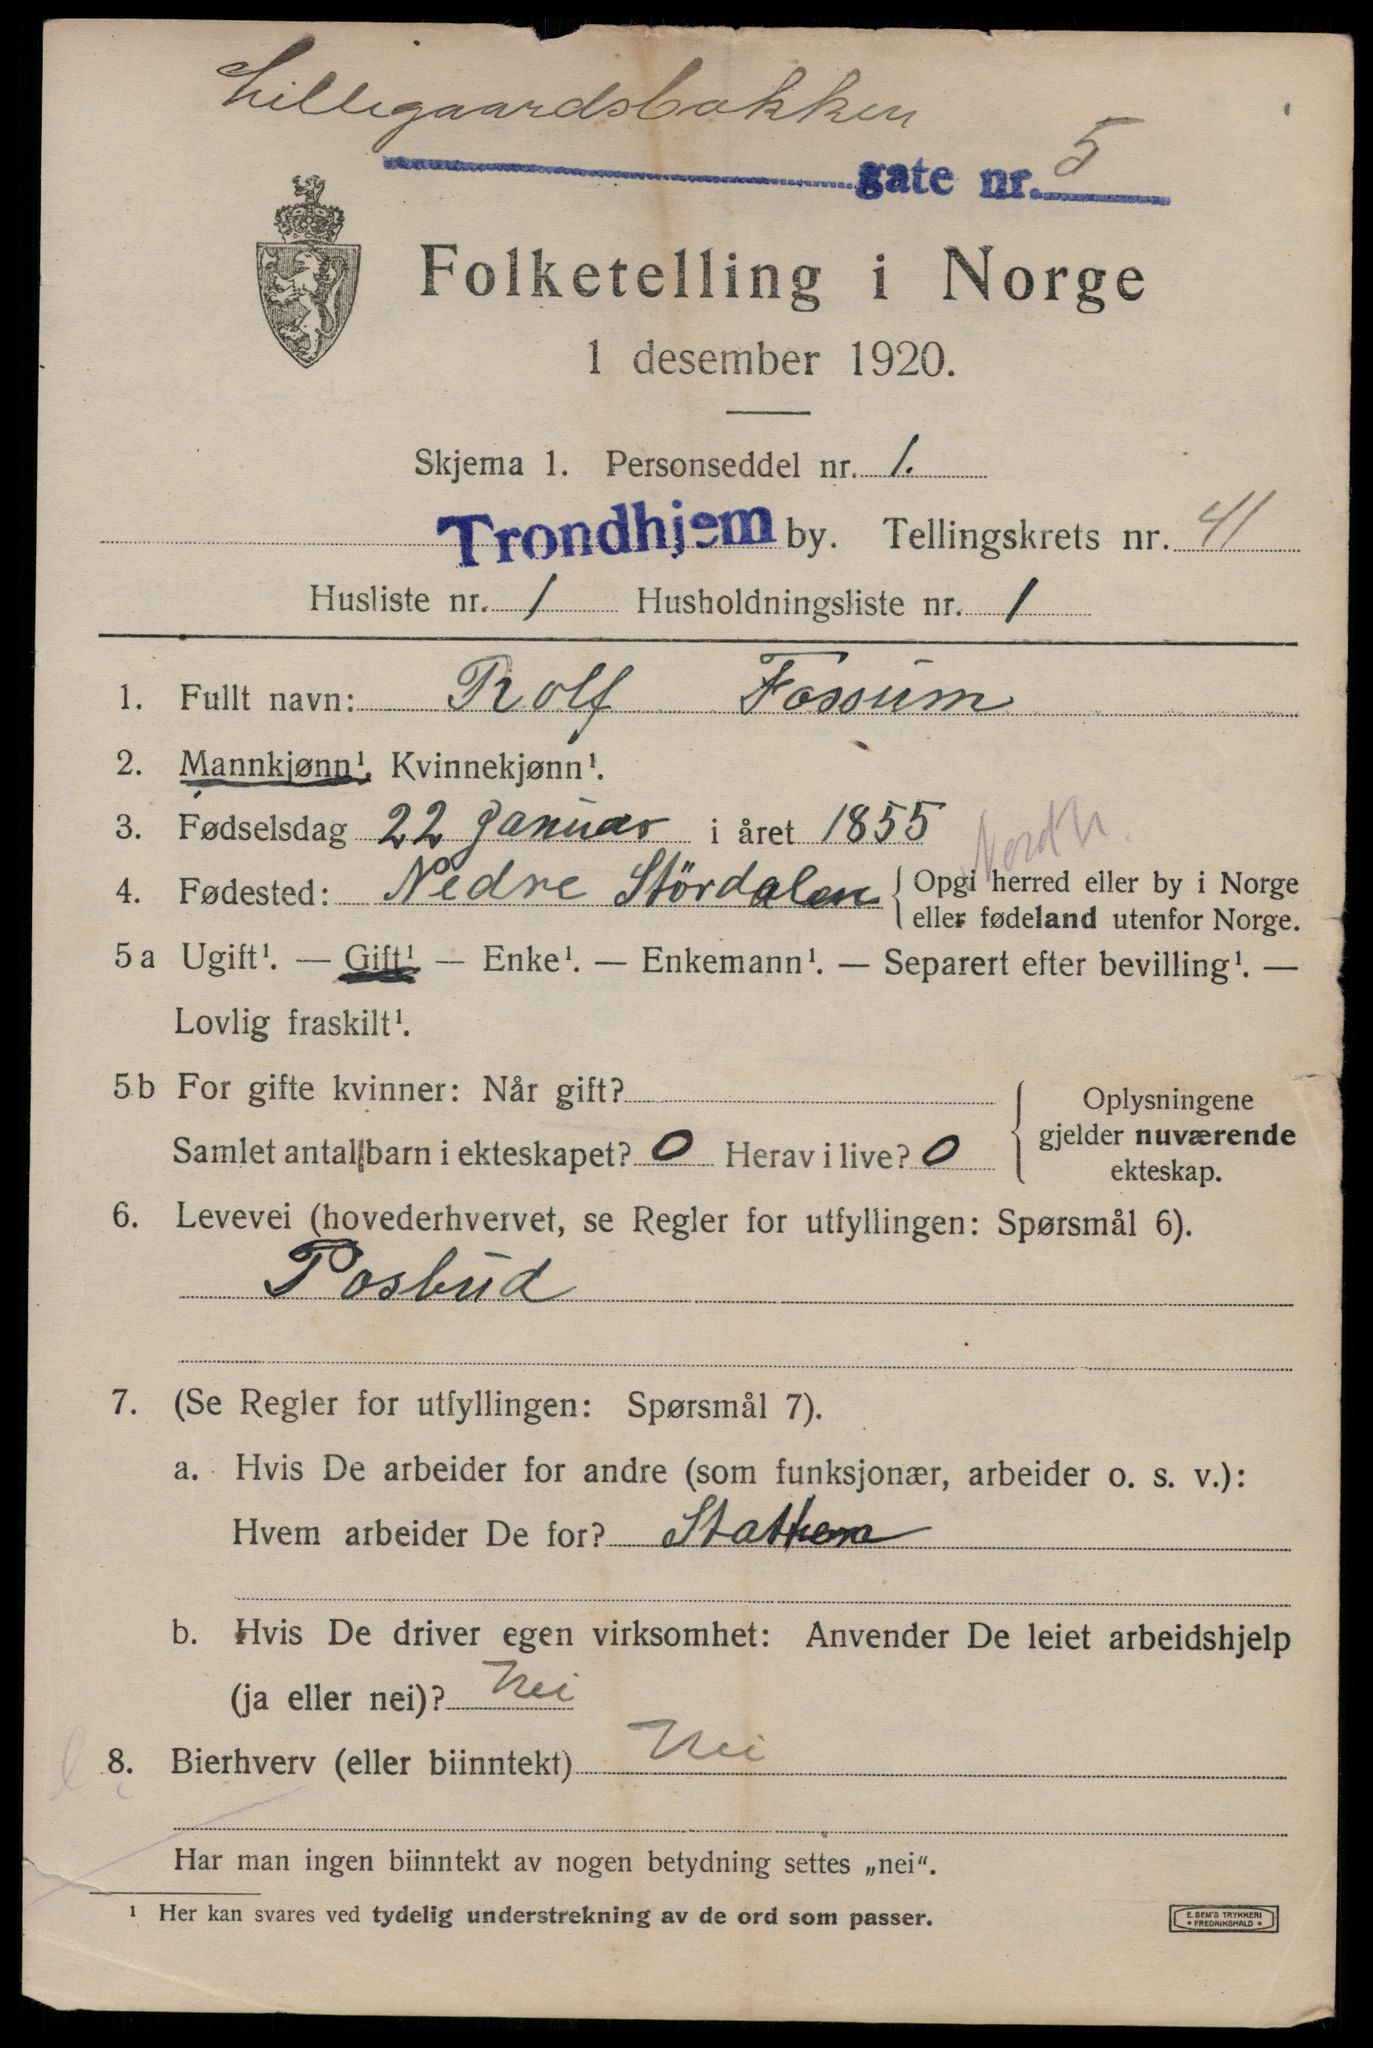 Lillegaardsbakken
gate nr. 5
Folketelling i Norge
1 desember 1920.
Skjema 1. Personseddel nr. 1.
Trondhjem by. Tellingskrets nr. 41
Husliste nr. 1 Husholdningsliste nr. 1
1. Fullt navn: Rolf Fossum
2. Mannkjønn¹. Kvinnekjønn¹.
3. Fødselsdag 22 Januar i året 1855
Nordtr.
4. Fødested: Nedre Stördalen { Opgi herred eller by i Norge
eller fødeland utenfor Norge.
5a Ugift¹. — Gift¹ — Enke¹. — Enkemann¹. — Separert efter bevilling¹. —
Lovlig fraskilt¹.
5b For gifte kvinner: Når gift?
Samlet antall barn i ekteskapet? 0 Herav i live? 0
{ Oplysningene
gjelder nuværende
ekteskap.
6. Levevei (hovederhvervet, se Regler for utfyllingen: Spørsmål 6).
Posbud
7. (Se Regler for utfyllingen: Spørsmål 7).
a. Hvis De arbeider for andre (som funksjonær, arbeider o. s. v.):
Hvem arbeider De for?
b. Hvis De driver egen virksomhet: Anvender De leiet arbeidshjelp
(ja eller nei)? Nei
8. Bierhverv (eller biinntekt) Nei
Har man ingen biinntekt av nogen betydning settes „nei“.
¹ Her kan svares ved tydelig understrekning av de ord som passer.
E. SEM'S TRYKKERI
* FREDRIKSHALD *